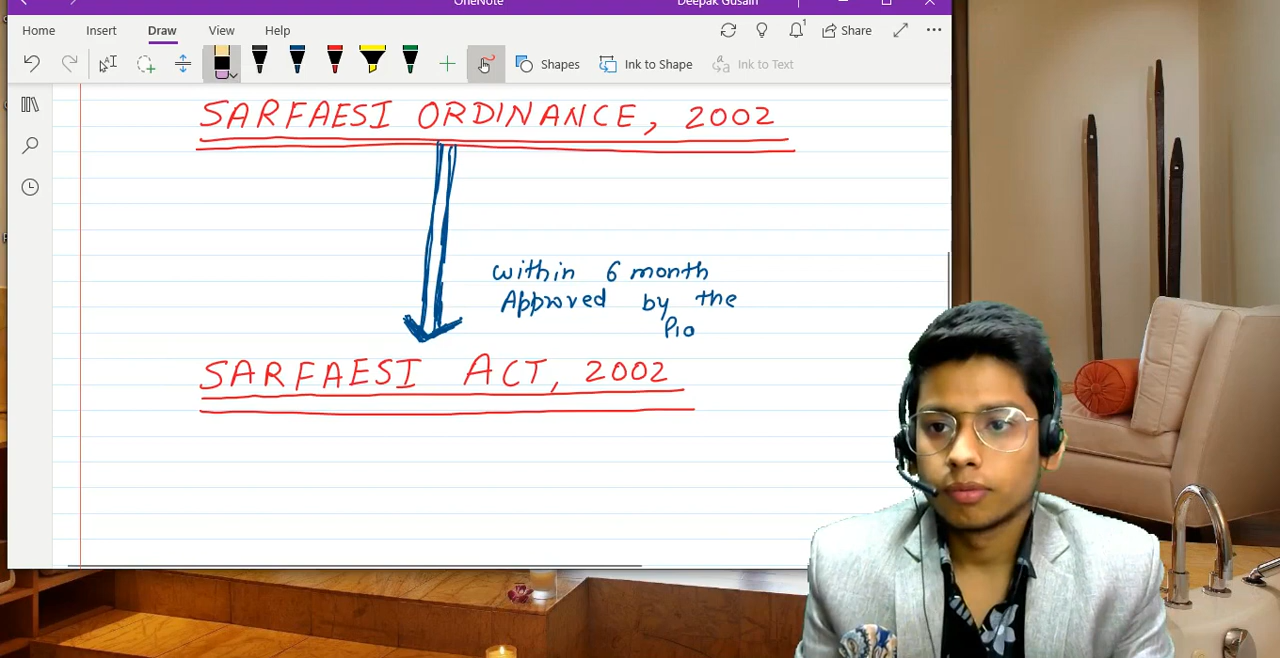 OneNote
Deepak Gusain
Home Insert Draw View Help
Share
Shapes
Ink to Shape
Ink to Text
SARFAESI ORDINANCE, 2002
within 6 month
Approved by the
SARFAESI ACT, 2002